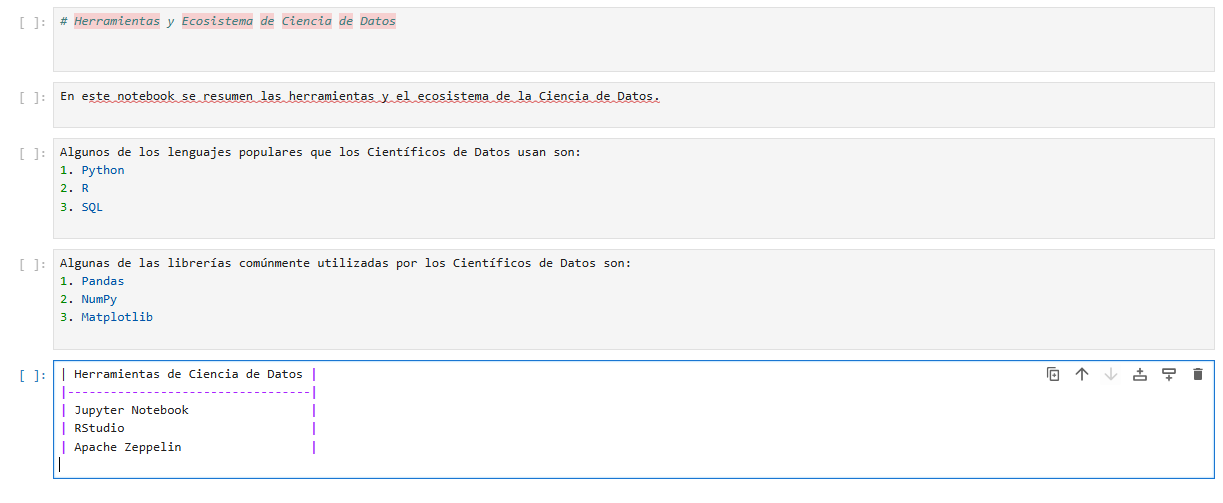 [ ]: # Herramientas y Ecosistema de Ciencia de Datos
[ ]: En este notebook se resumen las herramientas y el ecosistema de la Ciencia de Datos.
[ ]: Algunos de los lenguajes populares que los Científicos de Datos usan son:
1. Python
2. R
3. SQL
[ ]: Algunas de las librerías comúnmente utilizadas por los Científicos de Datos son:
1. Pandas
2. NumPy
3. Matplotlib
[ ]: | Herramientas de Ciencia de Datos |
|----------------------------------|
| Jupyter Notebook                 |
| RStudio                          |
| Apache Zeppelin                  |